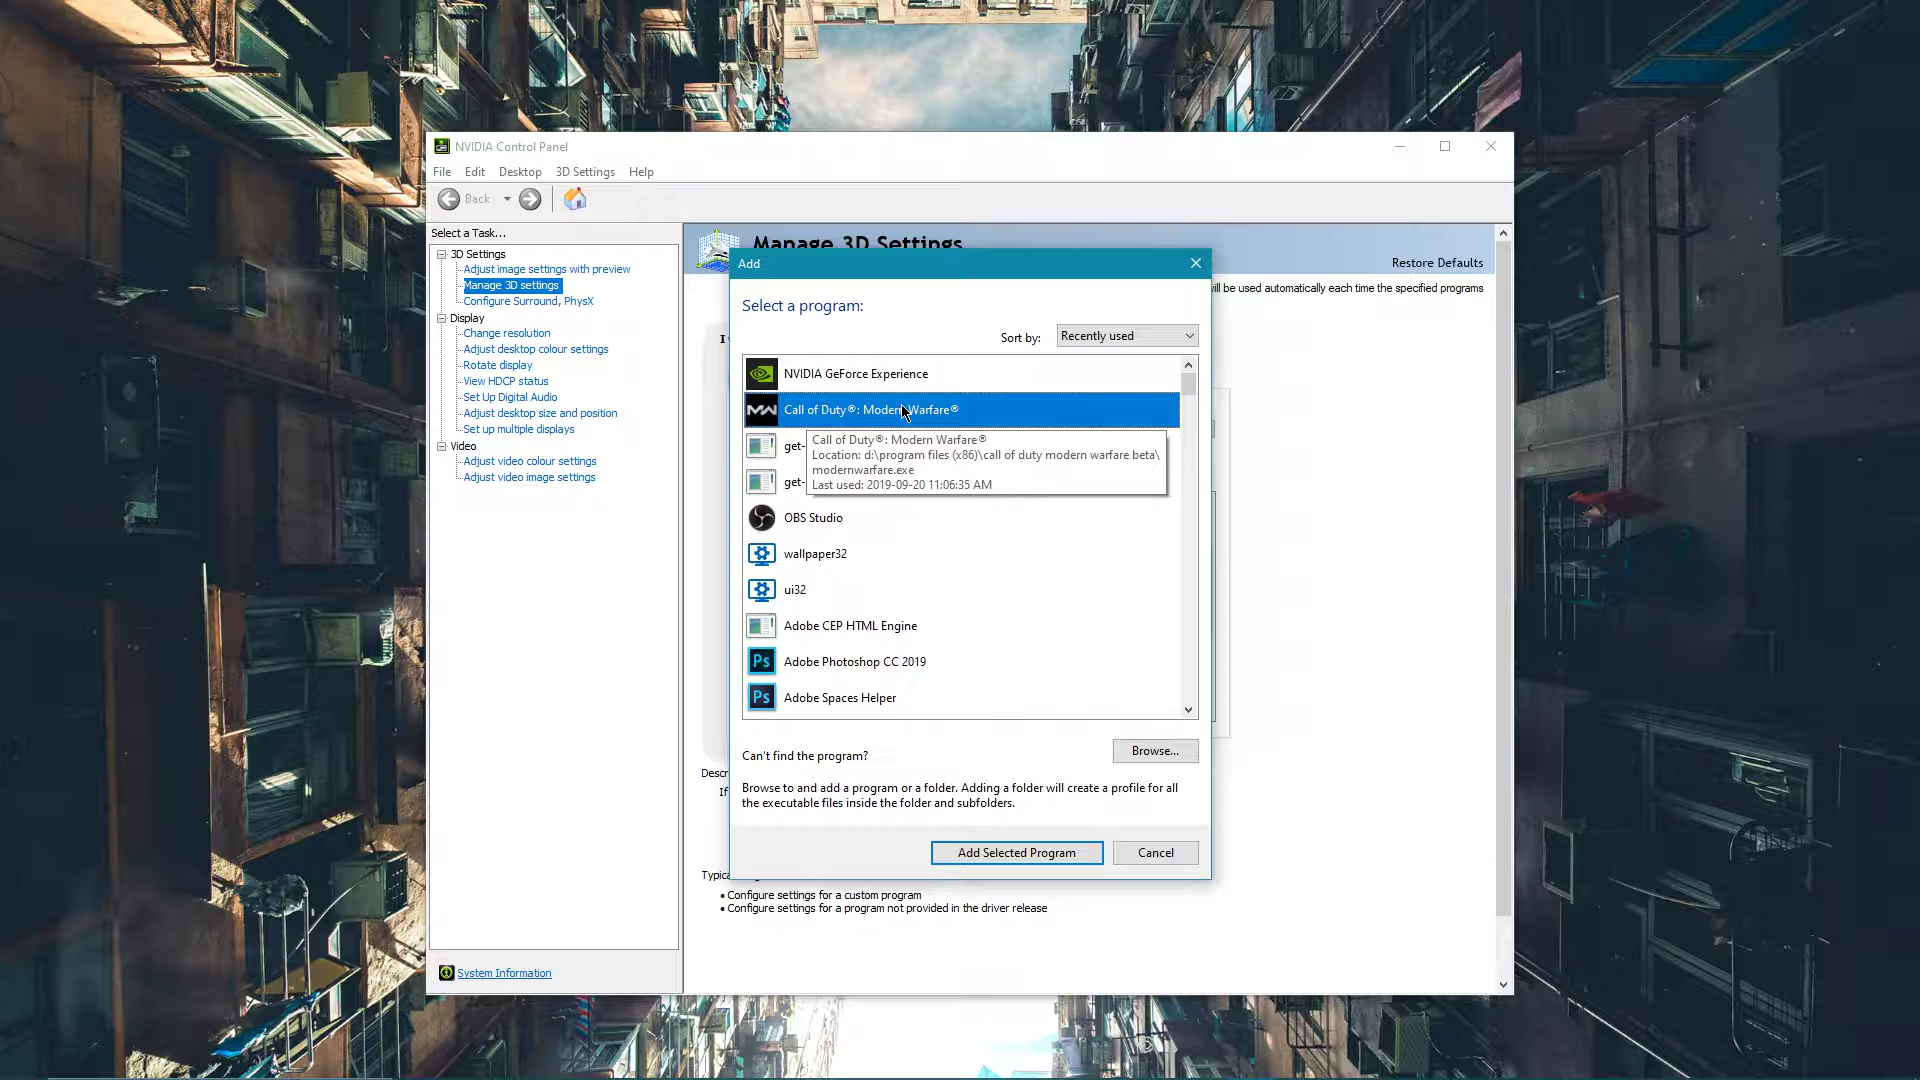 NVIDIA Control Panel
File Edit Desktop 3D Settings Help
Back
Select a Task...
3D Settings
Adjust image settings with preview
Manage 3D settings
Configure Surround, PhysX
Display
Change resolution
Adjust desktop colour settings
Rotate display
View HDCP status
Set Up Digital Audio
Adjust desktop size and position
Set up multiple displays
Video
Adjust video colour settings
Adjust video image settings
System Information
Manage 3D Settings
Restore Defaults
will be used automatically each time the specified programs
Add
Select a program:
Sort by: Recently used
NVIDIA GeForce Experience
Call of Duty®: Modern Warfare®
get-
Call of Duty®: Modern Warfare®
Location: d:\program files (x86)\call of duty modern warfare beta\
modernwarfare.exe
Last used: 2019-09-20 11:06:35 AM
get-
OBS Studio
wallpaper32
ui32
Adobe CEP HTML Engine
Ps Adobe Photoshop CC 2019
Ps Adobe Spaces Helper
Can't find the program? Browse...
Browse to and add a program or a folder. Adding a folder will create a profile for all
the executable files inside the folder and subfolders.
Add Selected Program Cancel
• Configure settings for a custom program
• Configure settings for a program not provided in the driver release